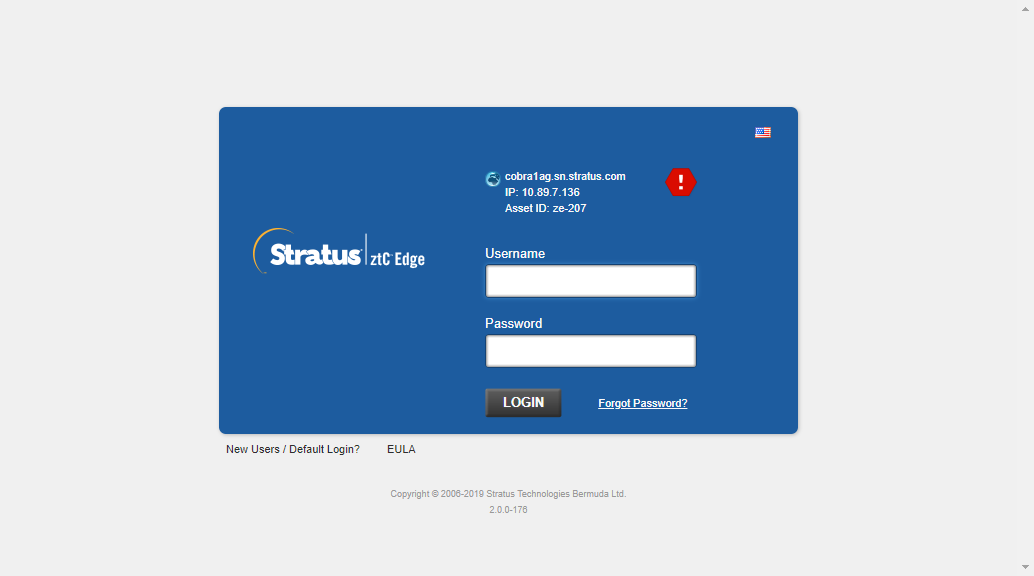 cobra1ag.sn.stratus.com
IP: 10.89.7.136
Asset ID: ze-207
Stratus ztC Edge
Username
Password
LOGIN
Forgot Password?
New Users / Default Login?
EULA
Copyright © 2006-2019 Stratus Technologies Bermuda Ltd.
2.0.0-176